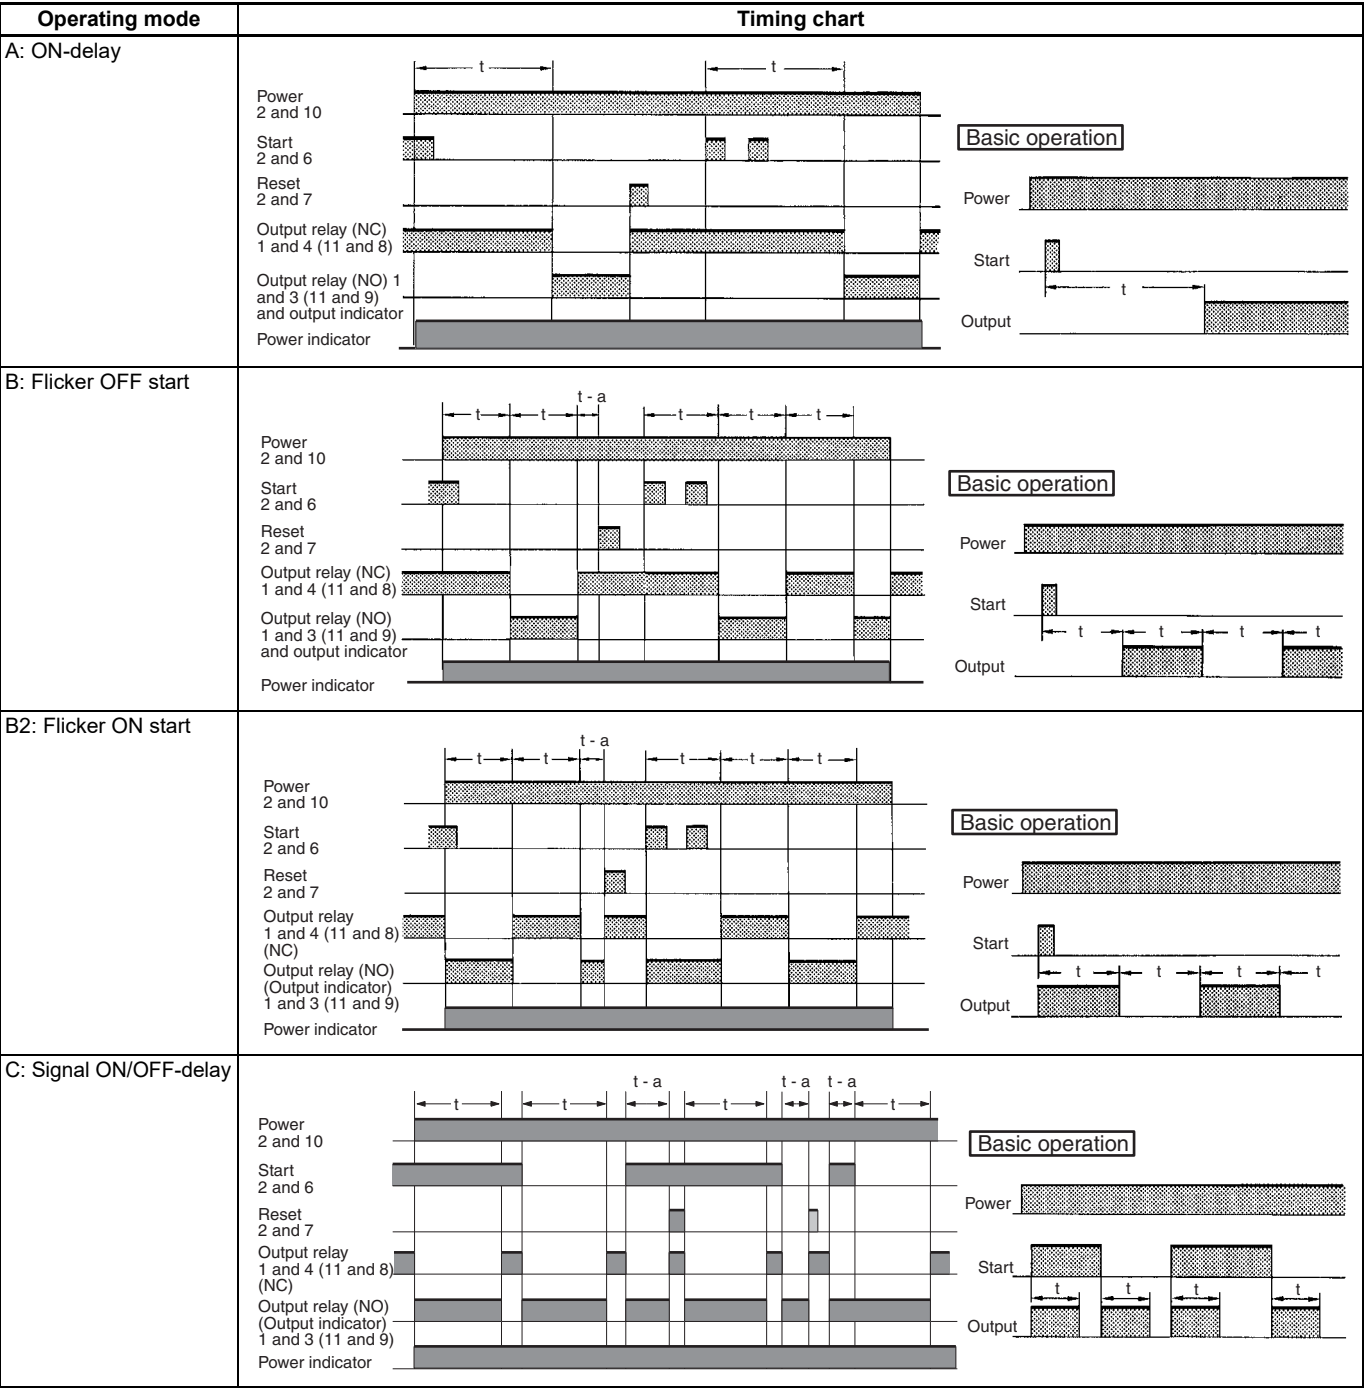 Operating mode
Timing chart
A: ON-delay
t
t
Power
2 and 10
Start
2 and 6
Reset
2 and 7
Output relay (NC)
1 and 4 (11 and 8)
Output relay (NO) 1
and 3 (11 and 9)
and output indicator
Power indicator
Basic operation
Power
Start
t
Output
B: Flicker OFF start
t - a
t
t
t
t
t
Power
2 and 10
Start
2 and 6
Reset
2 and 7
Output relay (NC)
1 and 4 (11 and 8)
Output relay (NO)
1 and 3 (11 and 9)
and output indicator
Power indicator
Basic operation
Power
Start
t
t
t
t
Output
B2: Flicker ON start
t - a
t
t
t
t
t
Power
2 and 10
Start
2 and 6
Reset
2 and 7
Output relay
1 and 4 (11 and 8)
(NC)
Output relay (NO)
(Output indicator)
1 and 3 (11 and 9)
Power indicator
Basic operation
Power
Start
t
t
t
t
Output
C: Signal ON/OFF-delay
t - a
t - a
t - a
t
t
t
t
Power
2 and 10
Start
2 and 6
Reset
2 and 7
Output relay
1 and 4 (11 and 8)
(NC)
Output relay (NO)
(Output indicator)
1 and 3 (11 and 9)
Power indicator
Basic operation
Power
Start
t
t
t
t
Output